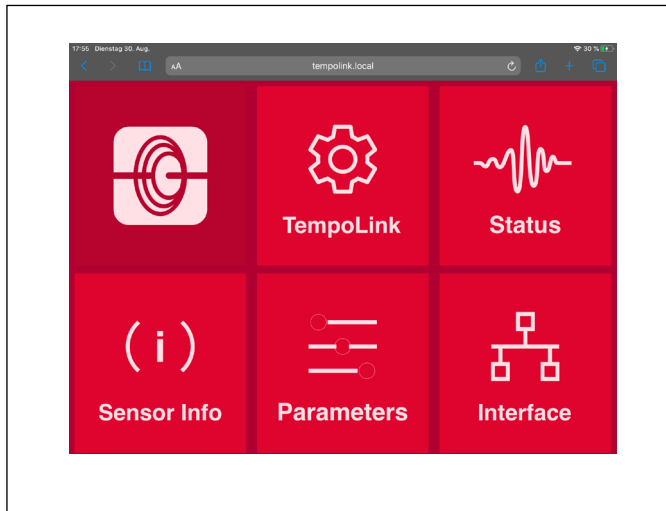 17:55 Dienstag 30. Aug.
30 %
AA
tempolink.local
TempoLink
Status
( i )
Sensor Info
Parameters
Interface